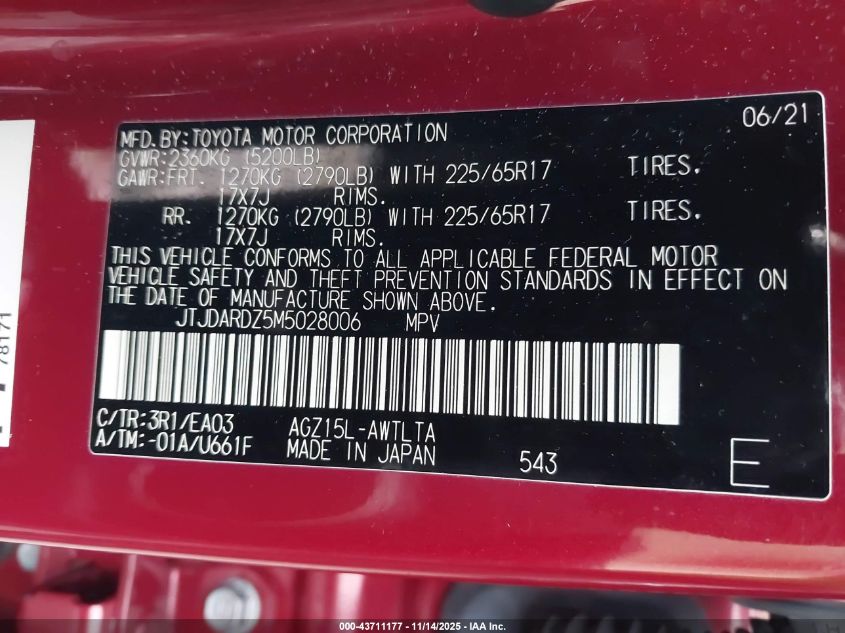 06/21
MFD.BY:TOYOTA MOTOR CORPORATION
GVWR:2360KG (5200LB)
GAWR:FRT. 1270KG (2790LB) WITH 225/65R17 TIRES.
17X7J RIMS.
RR. 1270KG (2790LB) WITH 225/65R17 TIRES.
17X7J RIMS.
THIS VEHICLE CONFORMS TO ALL APPLICABLE FEDERAL MOTOR
VEHICLE SAFETY AND THEFT PREVENTION STANDARDS IN EFFECT ON
THE DATE OF MANUFACTURE SHOWN ABOVE.
JTJDARDZ5M5028006 MPV
C/TR:3R1/EA03 AGZ15L-AWTLTA
A/TM:-01A/U661F MADE IN JAPAN 543 E
78171
000-43711177 - 11/14/2025 - IAA Inc.